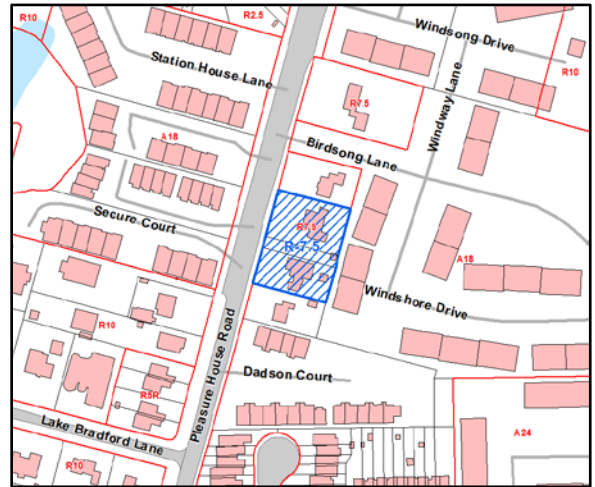 R10
R2.5
Windsong Drive
Station House Lane
R10
R7.5
Windway Lane
A18
Birdsong Lane
Secure Court
R7.5
R-7.5
A18
Windshore Drive
R10
Pleasure House Road
R5R
Dadson Court
Lake Bradford Lane
A24
R10